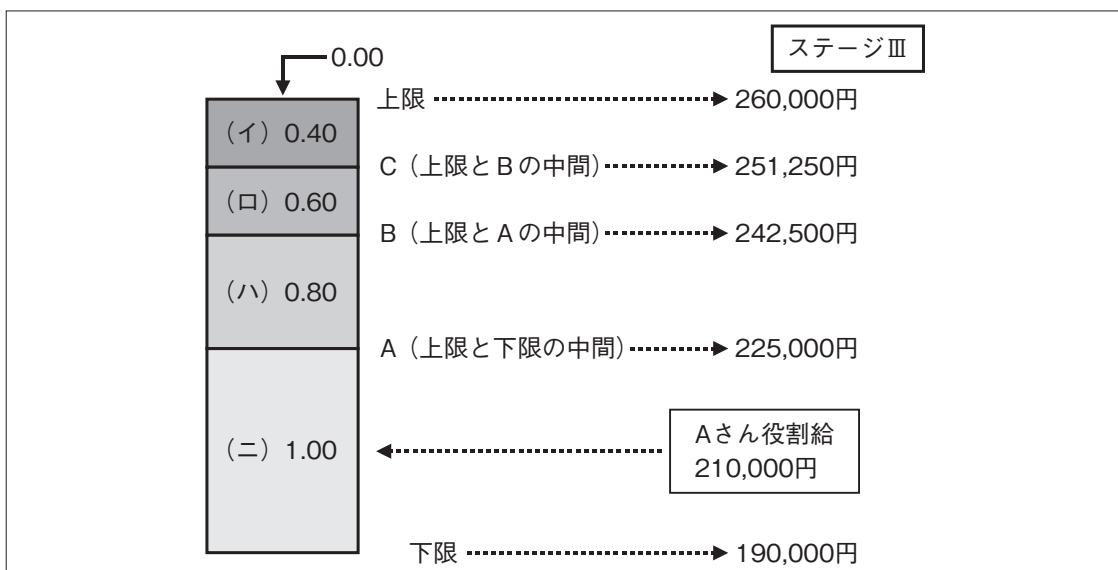 0.00
ステージⅢ
上限 260,000円
(イ) 0.40
C(上限とBの中間) 251,250円
(ロ) 0.60
B(上限とAの中間) 242,500円
(ハ) 0.80
A(上限と下限の中間) 225,000円
Aさん役割給
210,000円
(ニ) 1.00
下限 190,000円